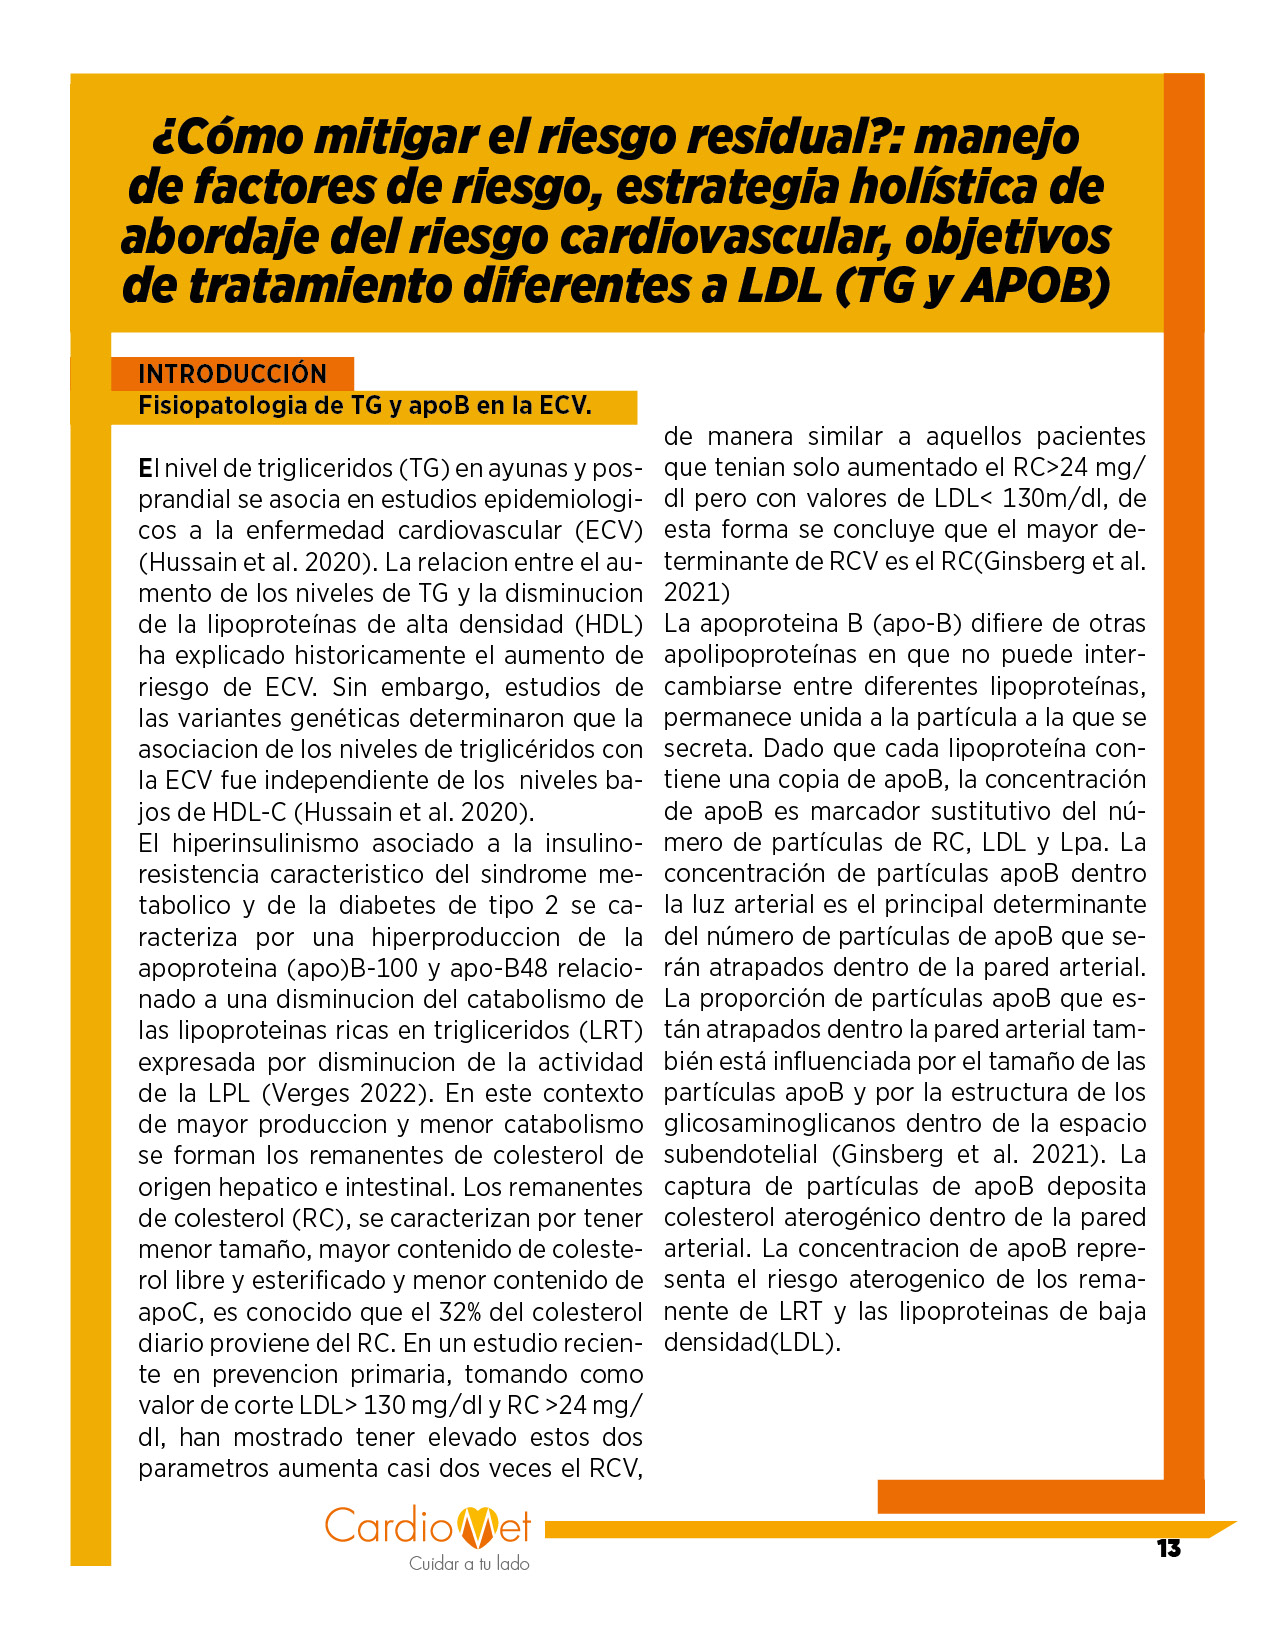 ¿Cómo mitigar el riesgo residual?: manejo
de factores de riesgo, estrategia holística de
abordaje del riesgo cardiovascular, objetivos
de tratamiento diferentes a LDL (TG y APOB)
INTRODUCCIÓN
Fisiopatologia de TG y apoB en la ECV.
El nivel de trigliceridos (TG) en ayunas y pos-
prandial se asocia en estudios epidemiologi-
cos a la enfermedad cardiovascular (ECV)
(Hussain et al. 2020). La relacion entre el au-
mento de los niveles de TG y la disminucion
de la lipoproteínas de alta densidad (HDL)
ha explicado historicamente el aumento de
riesgo de ECV. Sin embargo, estudios de
las variantes genéticas determinaron que la
asociacion de los niveles de triglicéridos con
la ECV fue independiente de los  niveles ba-
jos de HDL-C (Hussain et al. 2020).
El hiperinsulinismo asociado a la insulino-
resistencia caracteristico del sindrome me-
tabolico y de la diabetes de tipo 2 se ca-
racteriza por una hiperproduccion de la
apoproteina (apo)B-100 y apo-B48 relacio-
nado a una disminucion del catabolismo de
las lipoproteinas ricas en trigliceridos (LRT)
expresada por disminucion de la actividad
de la LPL (Verges 2022). En este contexto
de mayor produccion y menor catabolismo
se forman los remanentes de colesterol de
origen hepatico e intestinal. Los remanentes
de colesterol (RC), se caracterizan por tener
menor tamaño, mayor contenido de coleste-
rol libre y esterificado y menor contenido de
apoC, es conocido que el 32% del colesterol
diario proviene del RC. En un estudio recien-
te en prevencion primaria, tomando como
valor de corte LDL> 130 mg/dl y RC >24 mg/
dl, han mostrado tener elevado estos dos
parametros aumenta casi dos veces el RCV,
de manera similar a aquellos pacientes
que tenian solo aumentado el RC>24 mg/
dl pero con valores de LDL< 130m/dl, de
esta forma se concluye que el mayor de-
terminante de RCV es el RC(Ginsberg et al.
2021)
La apoproteina B (apo-B) difiere de otras
apolipoproteínas en que no puede inter-
cambiarse entre diferentes lipoproteínas,
permanece unida a la partícula a la que se
secreta. Dado que cada lipoproteína con-
tiene una copia de apoB, la concentración
de apoB es marcador sustitutivo del nú-
mero de partículas de RC, LDL y Lpa. La
concentración de partículas apoB dentro
la luz arterial es el principal determinante
del número de partículas de apoB que se-
rán atrapados dentro de la pared arterial.
La proporción de partículas apoB que es-
tán atrapados dentro la pared arterial tam-
bién está influenciada por el tamaño de las
partículas apoB y por la estructura de los
glicosaminoglicanos dentro de la espacio
subendotelial (Ginsberg et al. 2021). La
captura de partículas de apoB deposita
colesterol aterogénico dentro de la pared
arterial. La concentracion de apoB repre-
senta el riesgo aterogenico de los rema-
nente de LRT y las lipoproteinas de baja
densidad(LDL).
CardioMet
Cuidar a tu lado
13